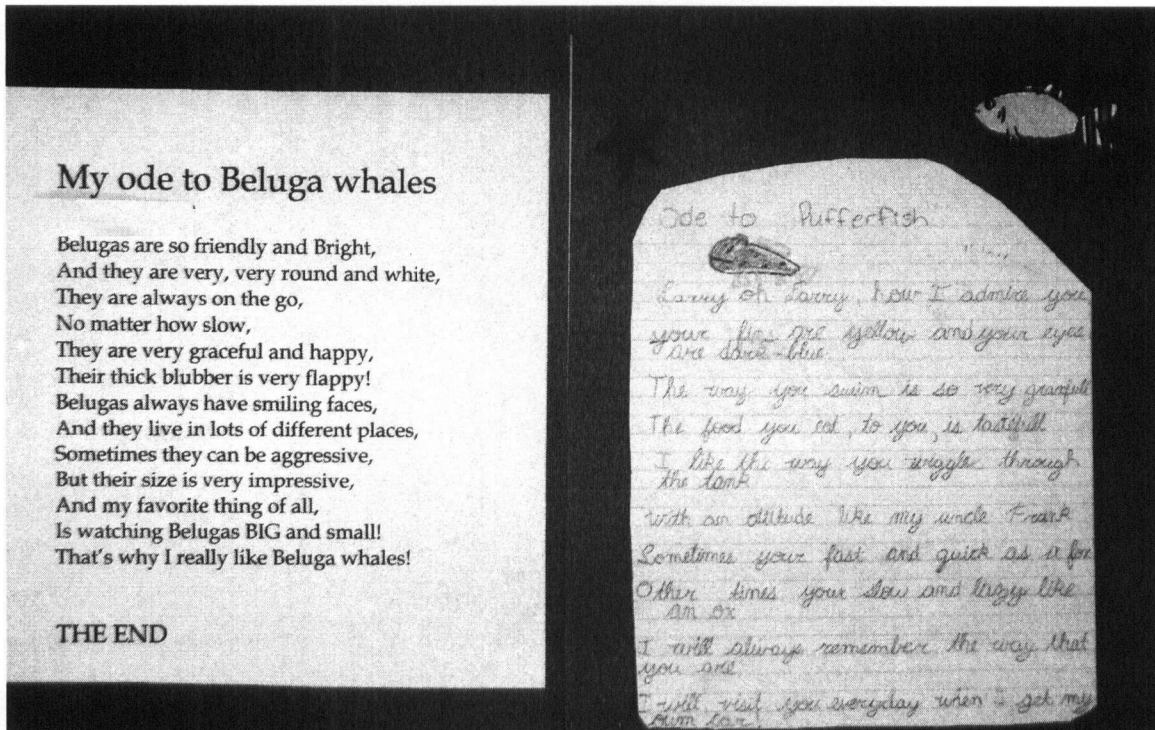 My ode to Beluga whales
Belugas are so friendly and Bright,
And they are very, very round and white,
They are always on the go,
No matter how slow,
They are very graceful and happy,
Their thick blubber is very flappy!
Belugas always have smiling faces,
And they live in lots of different places,
Sometimes they can be aggressive,
But their size is very impressive,
And my favorite thing of all,
Is watching Belugas BIG and small!
That's why I really like Beluga whales!
THE END
Ode to Pufferfish
Larry oh Larry, how I admire you
your fins are yellow and your eyes
are dark-blue
The way you swim is so very
The food you eat, to you, is tastefull
I like the way you wiggle through
the tank
with an attitude like my uncle Frank
Sometimes your fast and quick as a fox
Other times your slow and lazy like
an ox
I will always remember the way that
you are
I will visit you everyday when I get my
own car